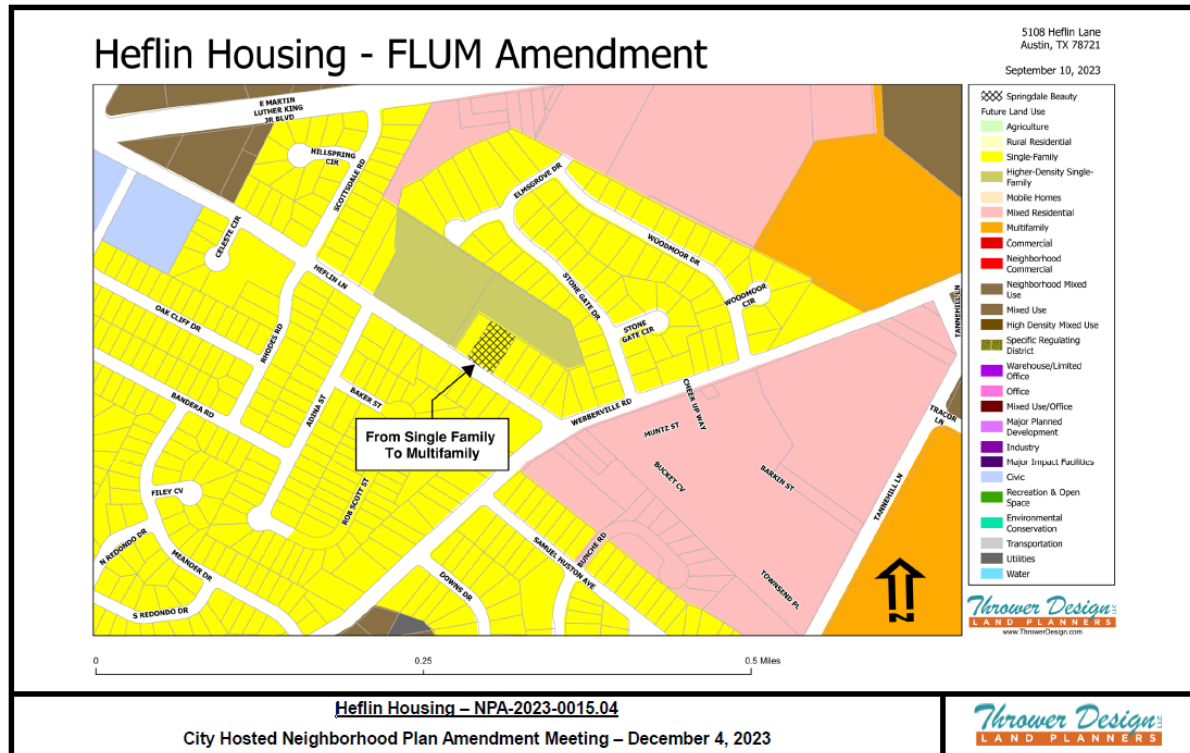 Heflin Housing - FLUM Amendment
5108 Heflin Lane
Austin, TX 78721
September 10, 2023
E MARTIN
LUTHER KING
JR BLVD
HILLSPRING
CIR
SCOTTSDALE RD
CELESTE CIR
HEFLIN LN
ELMSGROVE DR
WOODMOOR DR
WOODMOOR
CIR
STONE GATE DR
STONE
GATE CIR
TANNEHILL LN
OAK CLIFF DR
RHODES RD
BANDERA RD
ADINA ST
BAKER ST
From Single Family
To Multifamily
WEBBERVILLE RD
CHEER UP WAY
MUNTZ ST
BUCKET CV
BARKIN ST
TRACOR
LN
TANNEHILL LN
FILEY CV
ROB SCOTT ST
N REDONDO DR
MEANDER DR
S REDONDO DR
DOWNS DR
SAMUEL HUSTON AVE
BUNCHE RD
TOWNSEND PL
N
Springdale Beauty
Future Land Use
Agriculture
Rural Residential
Single-Family
Higher-Density Single-
Family
Mobile Homes
Mixed Residential
Multifamily
Commercial
Neighborhood
Commercial
Neighborhood Mixed
Use
Mixed Use
High Density Mixed Use
Specific Regulating
District
Warehouse/Limited
Office
Office
Mixed Use/Office
Major Planned
Development
Industry
Major Impact Facilities
Civic
Recreation & Open
Space
Environmental
Conservation
Transportation
Utilities
Water
Thrower Design LLC
LAND PLANNERS
www.ThrowerDesign.com
0
0.25
0.5 Miles
Heflin Housing – NPA-2023-0015.04
City Hosted Neighborhood Plan Amendment Meeting – December 4, 2023
Thrower Design LLC
LAND PLANNERS